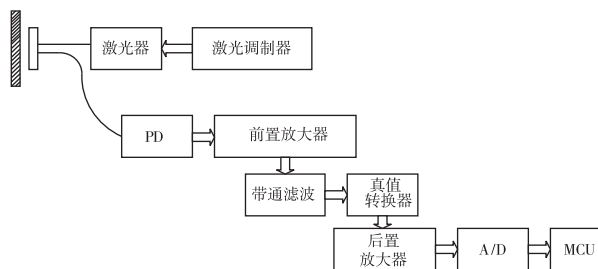 激光器
激光调制器
PD
前置放大器
带通滤波
真值
转换器
后置
放大器
A/D
MCU